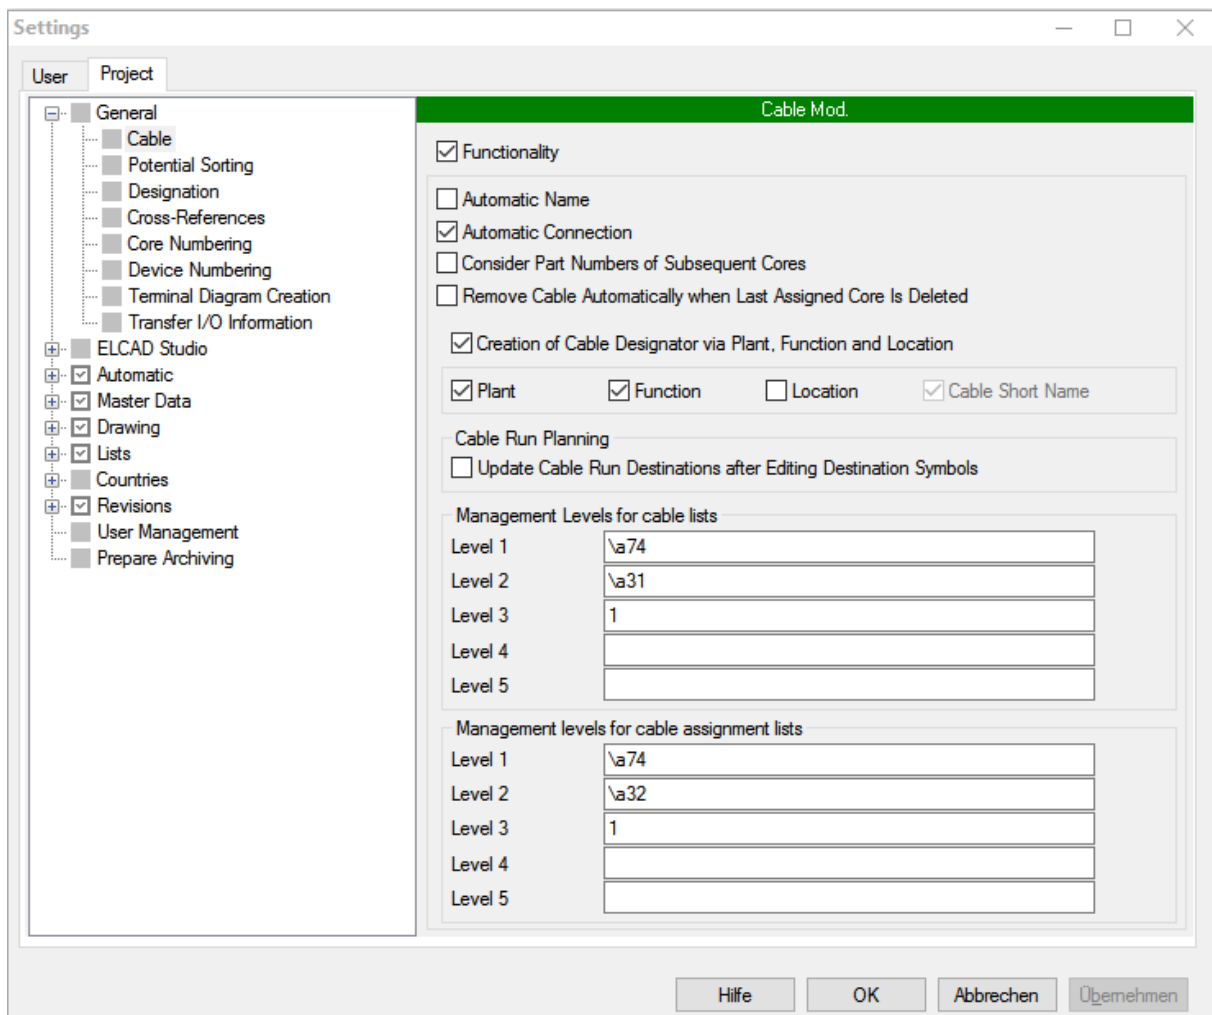 Settings
User
Project
General
Cable
Potential Sorting
Designation
Cross-References
Core Numbering
Device Numbering
Terminal Diagram Creation
Transfer I/O Information
ELCAD Studio
Automatic
Master Data
Drawing
Lists
Countries
Revisions
User Management
Prepare Archiving
Cable Mod.
Functionality
Automatic Name
Automatic Connection
Consider Part Numbers of Subsequent Cores
Remove Cable Automatically when Last Assigned Core Is Deleted
Creation of Cable Designator via Plant, Function and Location
Plant Function Location Cable Short Name
Cable Run Planning
Update Cable Run Destinations after Editing Destination Symbols
Management Levels for cable lists
Level 1 \a74
Level 2 \a31
Level 3 1
Level 4
Level 5
Management levels for cable assignment lists
Level 1 \a74
Level 2 \a32
Level 3 1
Level 4
Level 5
Hilfe OK Abbrechen Übernehmen